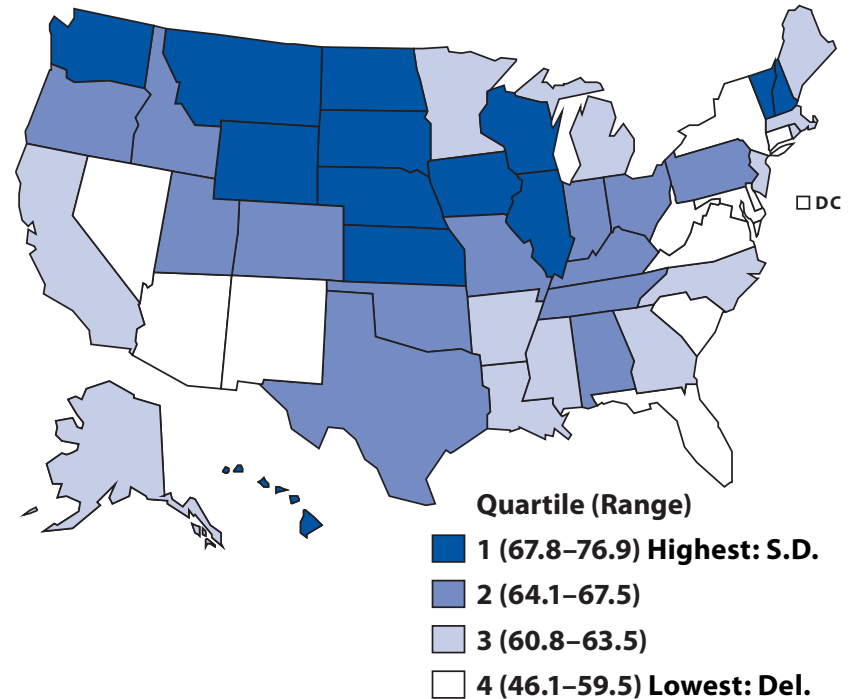 DC
Quartile (Range)
1 (67.8–76.9) Highest: S.D.
2 (64.1–67.5)
3 (60.8–63.5)
4 (46.1–59.5) Lowest: Del.